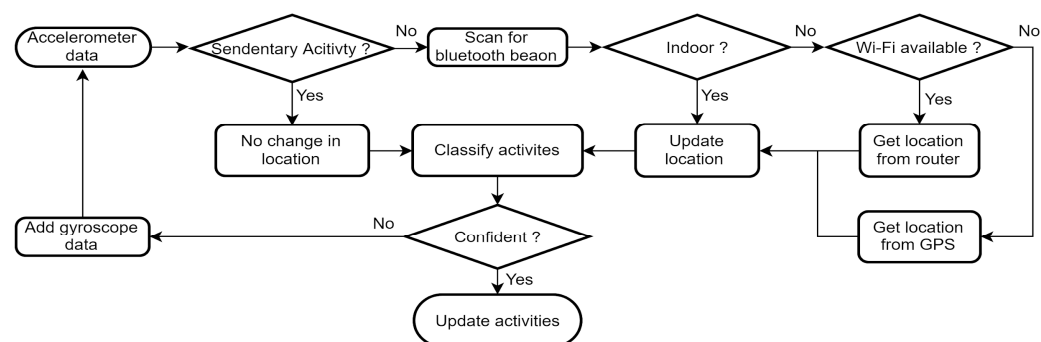 Accelerometer
data
Sendentary Acitivty ?
No
Scan for
bluetooth beaon
Indoor ?
No
Wi-Fi available ?
No
Yes
Yes
Yes
No change in
location
Classify activites
Update
location
Get location
from router
Add gyroscope
data
No
Confident ?
Get location
from GPS
Yes
Update activities